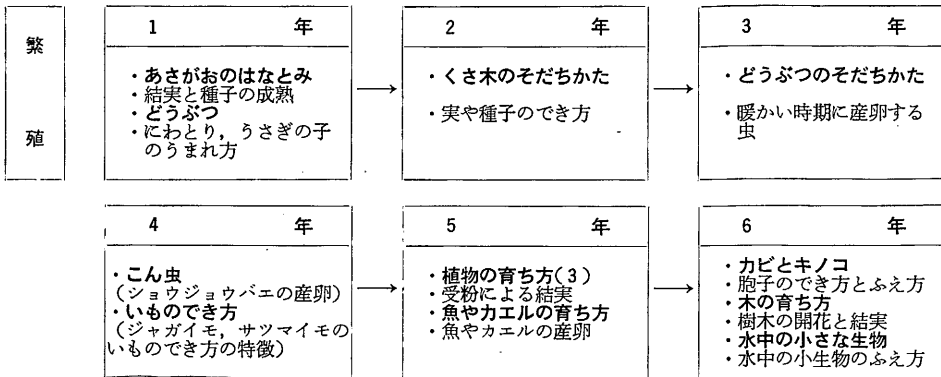 繁殖
1 年
・あさがおのはなとみ
・結実と種子の成熟
・どうぶつ
・にわとり，うさぎの子
のうまれ方
2 年
・くさ木のそだちかた
・実や種子のでき方
3 年
・どうぶつのそだちかた
・暖かい時期に産卵する
虫
4 年
・こん虫
（ショウジョウバエの産卵）
・いものでき方
（ジャガイモ，サツマイモの
いものでき方の特徴）
5 年
・植物の育ち方(3)
・受粉による結実
・魚やカエルの育ち方
・魚やカエルの産卵
6 年
・カビとキノコ
・胞子のでき方とふえ方
・木の育ち方
・樹木の開花と結実
・水中の小さな生物
・水中の小生物のふえ方